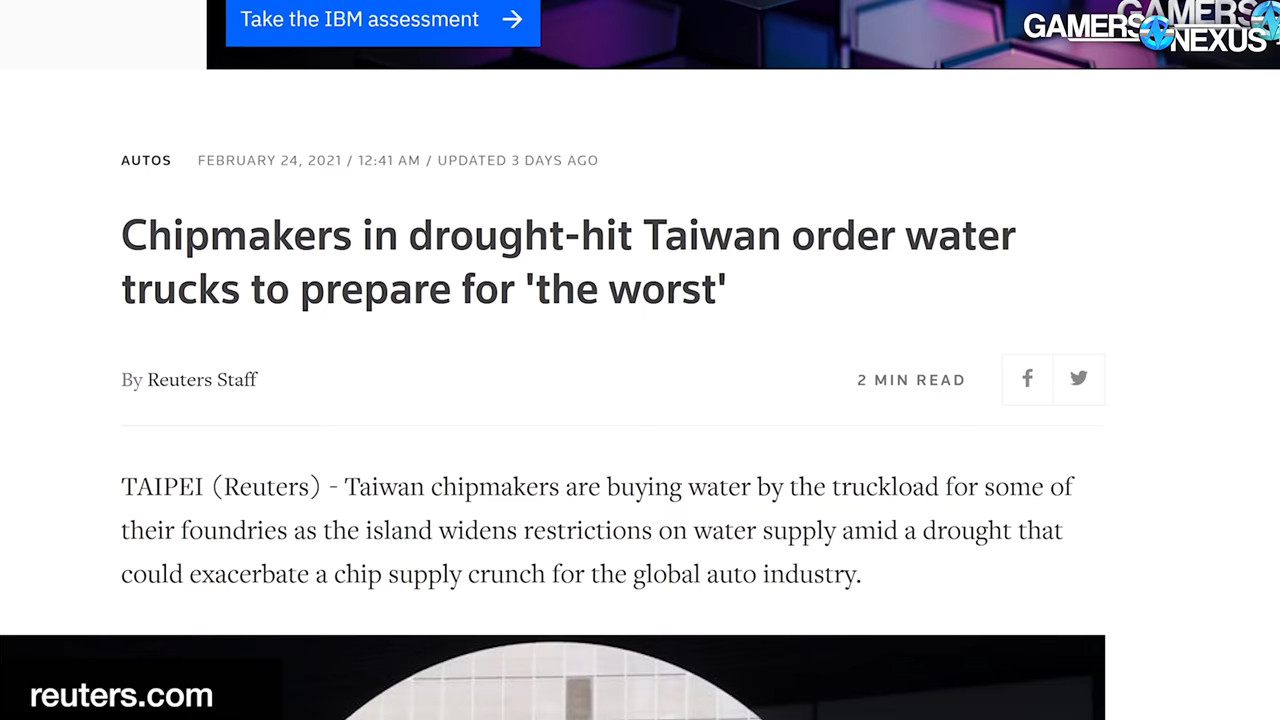 Take the IBM assessment →
GAMERS NEXUS
GAMERS
AUTOS FEBRUARY 24, 2021 / 12:41 AM / UPDATED 3 DAYS AGO
Chipmakers in drought-hit Taiwan order water
trucks to prepare for 'the worst'
By Reuters Staff
2 MIN READ
TAIPEI (Reuters) - Taiwan chipmakers are buying water by the truckload for some of
their foundries as the island widens restrictions on water supply amid a drought that
could exacerbate a chip supply crunch for the global auto industry.
reuters.com